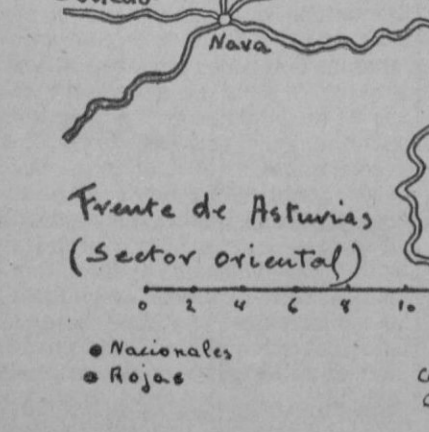 Nava
Frente de Asturias
(Sector oriental)
0 2 4 6 8 10
Nacionales
Rojas